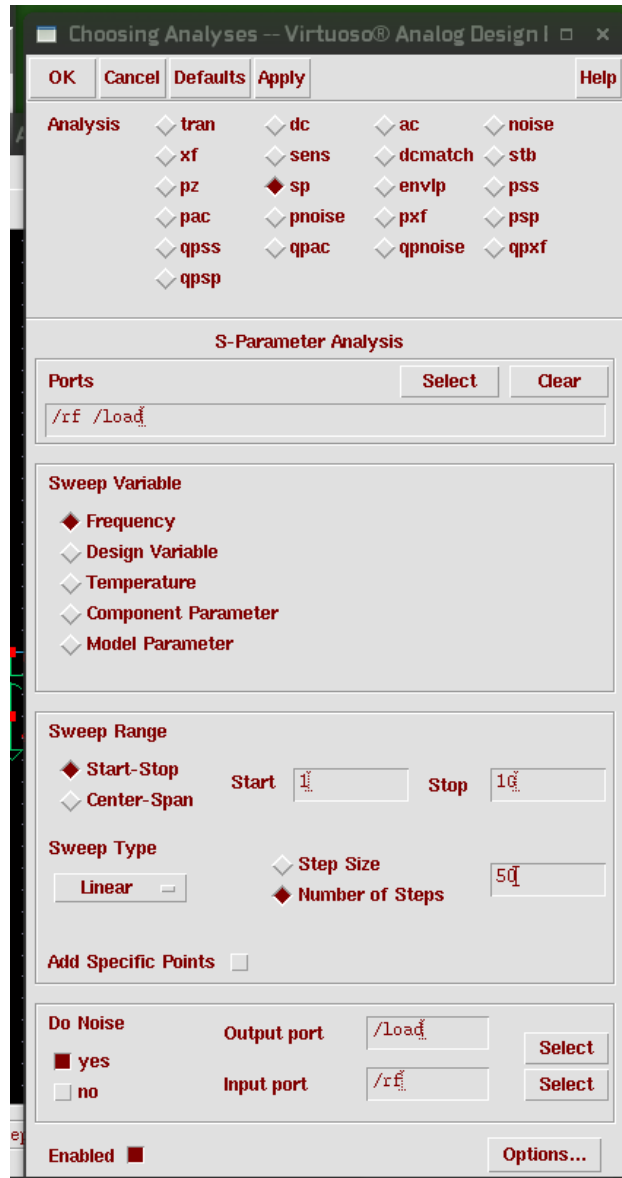 Choosing Analyses -- Virtuoso® Analog Design
OK Cancel Defaults Apply Help
Analysis tran dc ac noise
xf sens dcmatch stb
pz sp envlp pss
pac pnoise pxf psp
qpss qpac qpnoise qpxf
qpsp
S-Parameter Analysis
Ports Select Clear
/rf /load
Sweep Variable
Frequency
Design Variable
Temperature
Component Parameter
Model Parameter
Sweep Range
Start-Stop
Start 1 Stop 10
Center-Span
Sweep Type
Step Size
Linear 50
Number of Steps
Add Specific Points
Do Noise
Output port /load Select
yes
Input port /rf Select
no
Enabled Options...